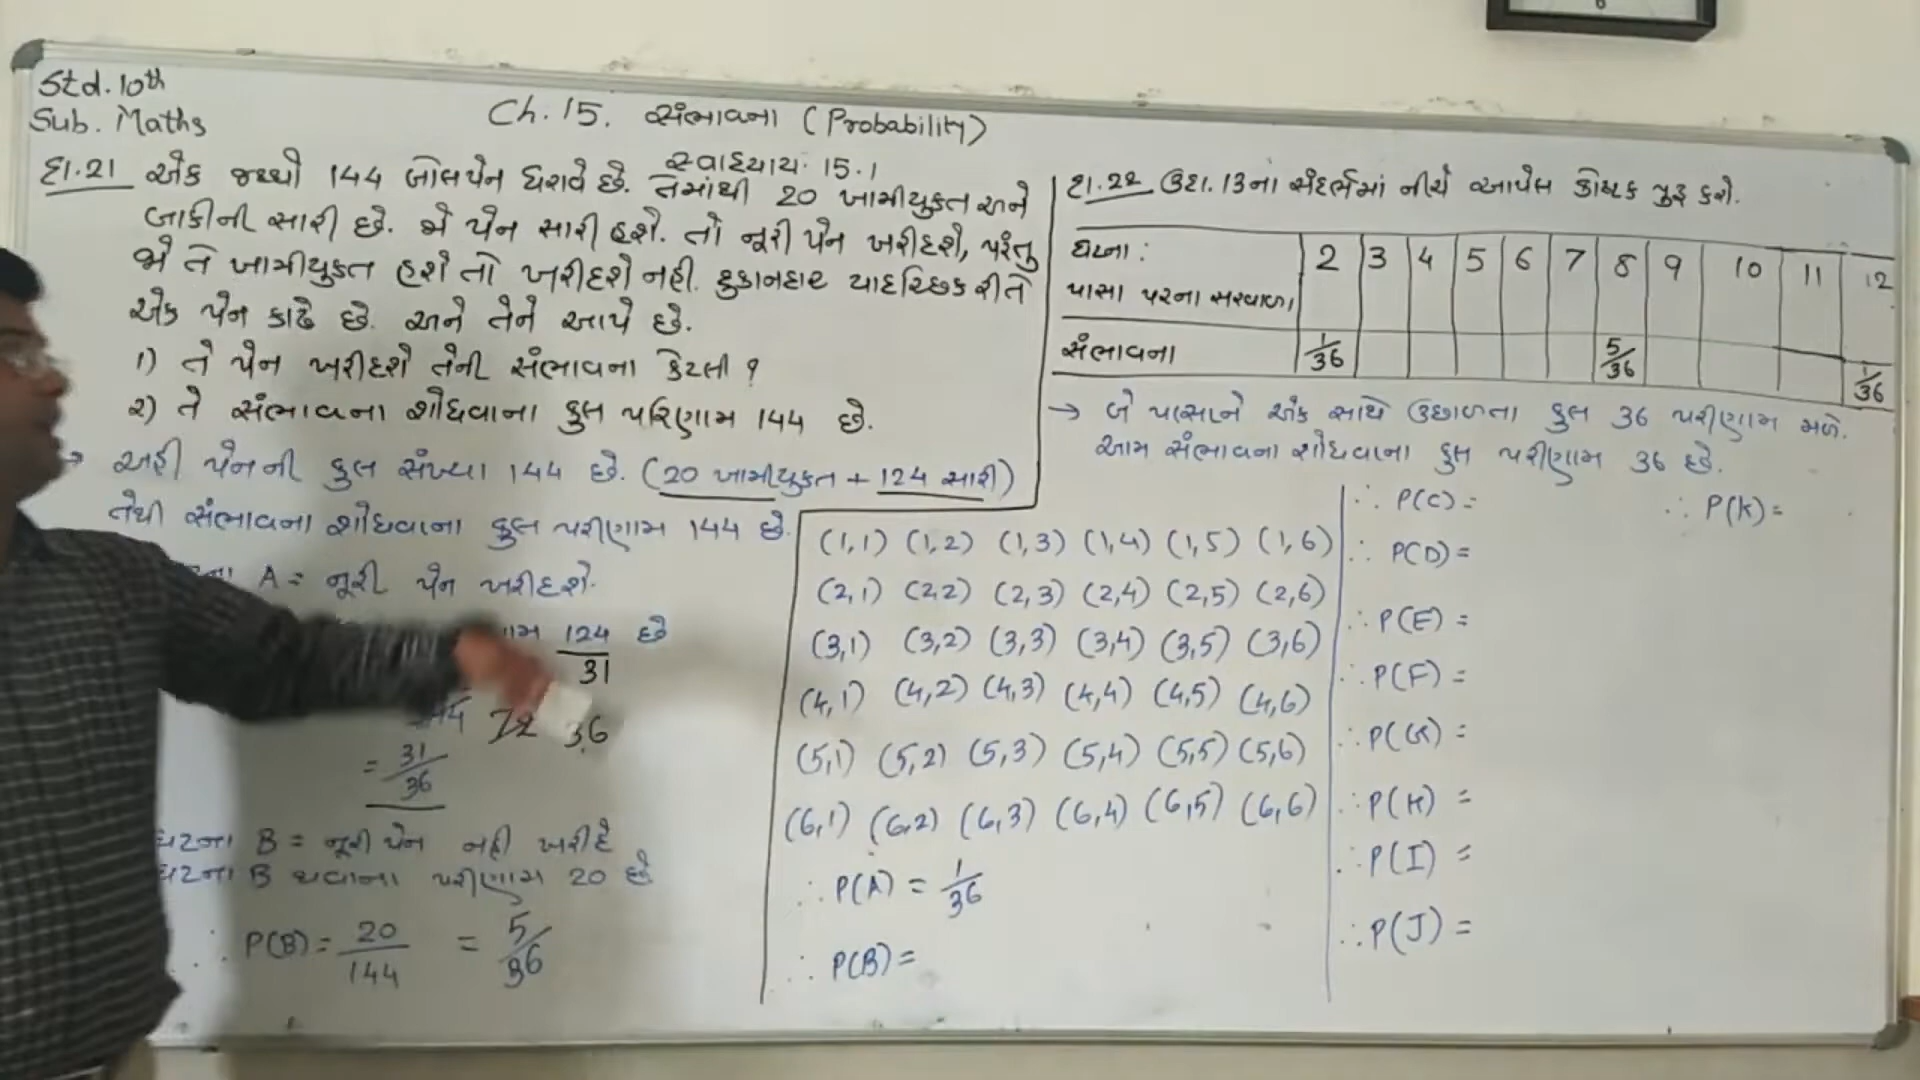 Std. 10th
Sub. Maths
Ch. 15. સંભાવના (Probability)
સ્વાધ્યાય. 15.1
દા.21 એક જથ્થો 144 બોલપેન ધરાવે છે. તેમાંથી 20 ખામીયુક્ત અને
બાકીની સારી છે. જો પેન સારી હશે. તો નૂરી પેન ખરીદશે, પરંતુ
જો તે ખામીયુક્ત હશે તો ખરીદશે નહી. દુકાનદાર યાદચ્છિક રીતે
એક પેન કાઢે છે. અને તેને આપે છે.
1) તે પેન ખરીદશે તેની સંભાવના કેટલી ?
૨) તે સંભાવના શોધવાના કુલ પરિણામ 144 છે.
→ અહી પેનની કુલ સંખ્યા 144 છે. (20 ખામીયુક્ત + 124 સારી)
તેથી સંભાવના શોધવાના કુલ પરીણામ 144 છે.
A = નૂરી પેન ખરીદશે.
124 છે
31
72 36
= 31/36
ઘટના B = નૂરી પેન નહી ખરીદે
ઘટના B થવાના પરીણામ 20 છે
∴ P(B) = 20/144 = 5/36
દા.22 ઉદા.13ના સંદર્ભમાં નીચે આપેલ કોષ્ટક પુરૂ કરો.
ઘટના :
પાસા પરના સરવાળા 2 3 4 5 6 7 8 9 10 11 12
સંભાવના 1/36 5/36 1/36
→ બે પાસાને એક સાથે ઉછાળતા કુલ 36 પરીણામ મળે.
આમ સંભાવના શોધવાના કુલ પરીણામ 36 છે.
(1,1) (1,2) (1,3) (1,4) (1,5) (1,6)
(2,1) (2,2) (2,3) (2,4) (2,5) (2,6)
(3,1) (3,2) (3,3) (3,4) (3,5) (3,6)
(4,1) (4,2) (4,3) (4,4) (4,5) (4,6)
(5,1) (5,2) (5,3) (5,4) (5,5) (5,6)
(6,1) (6,2) (6,3) (6,4) (6,5) (6,6)
∴ P(A) = 1/36
∴ P(B) =
∴ P(C) =
∴ P(D) =
∴ P(E) =
∴ P(F) =
∴ P(G) =
∴ P(H) =
∴ P(I) =
∴ P(J) =
∴ P(K) =